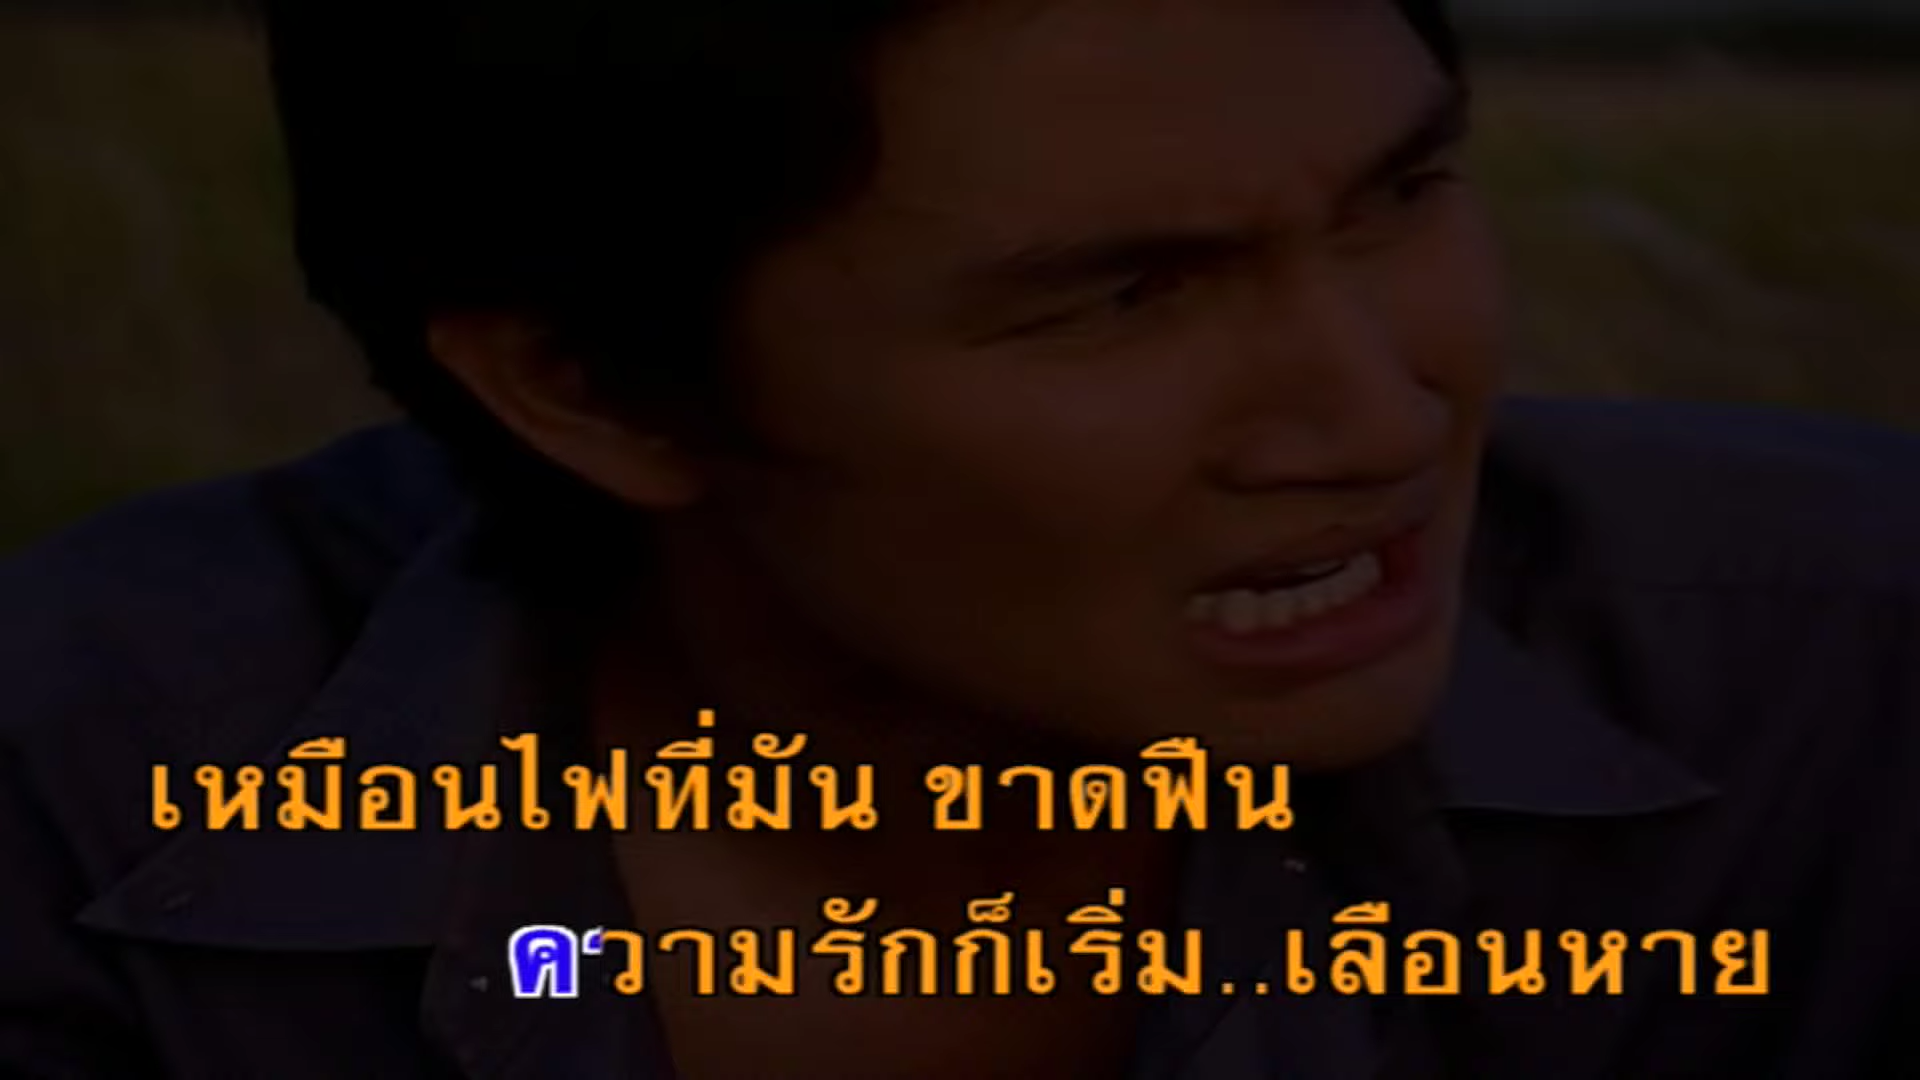 เหมือนไฟที่มัน ขาดฟืน
ความรักก็เริ่ม..เลือนหาย